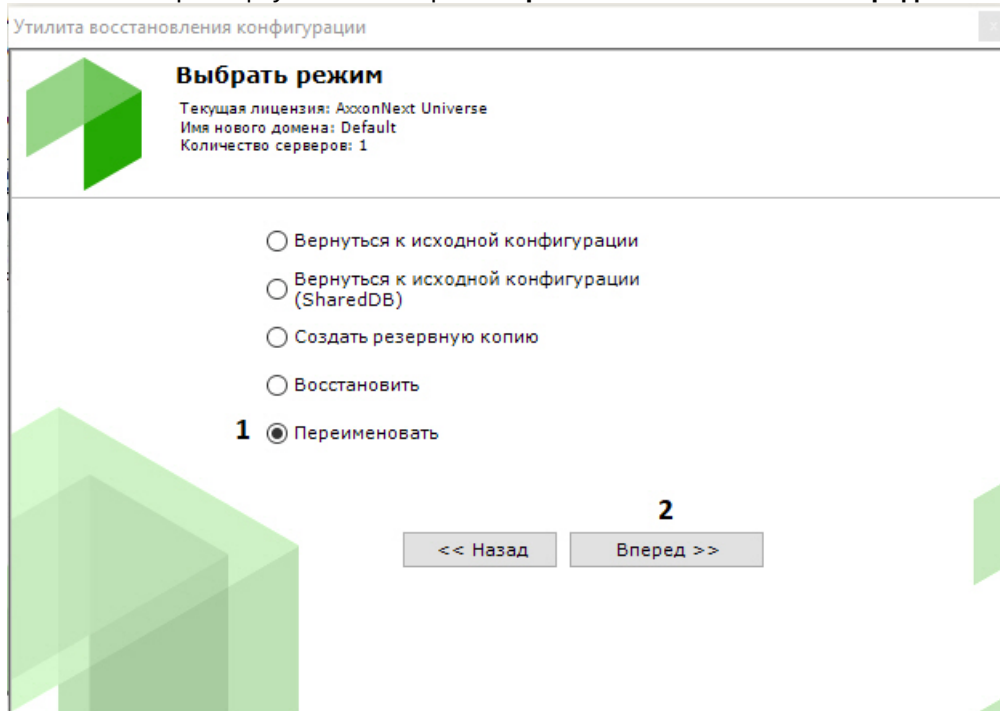 Утилита восстановления конфигурации
Выбрать режим
Текущая лицензия: AxxonNext Universe
Имя нового домена: Default
Количество серверов: 1
Вернуться к исходной конфигурации
Вернуться к исходной конфигурации
(SharedDB)
Создать резервную копию
Восстановить
1 Переименовать
2
<< Назад Вперед >>